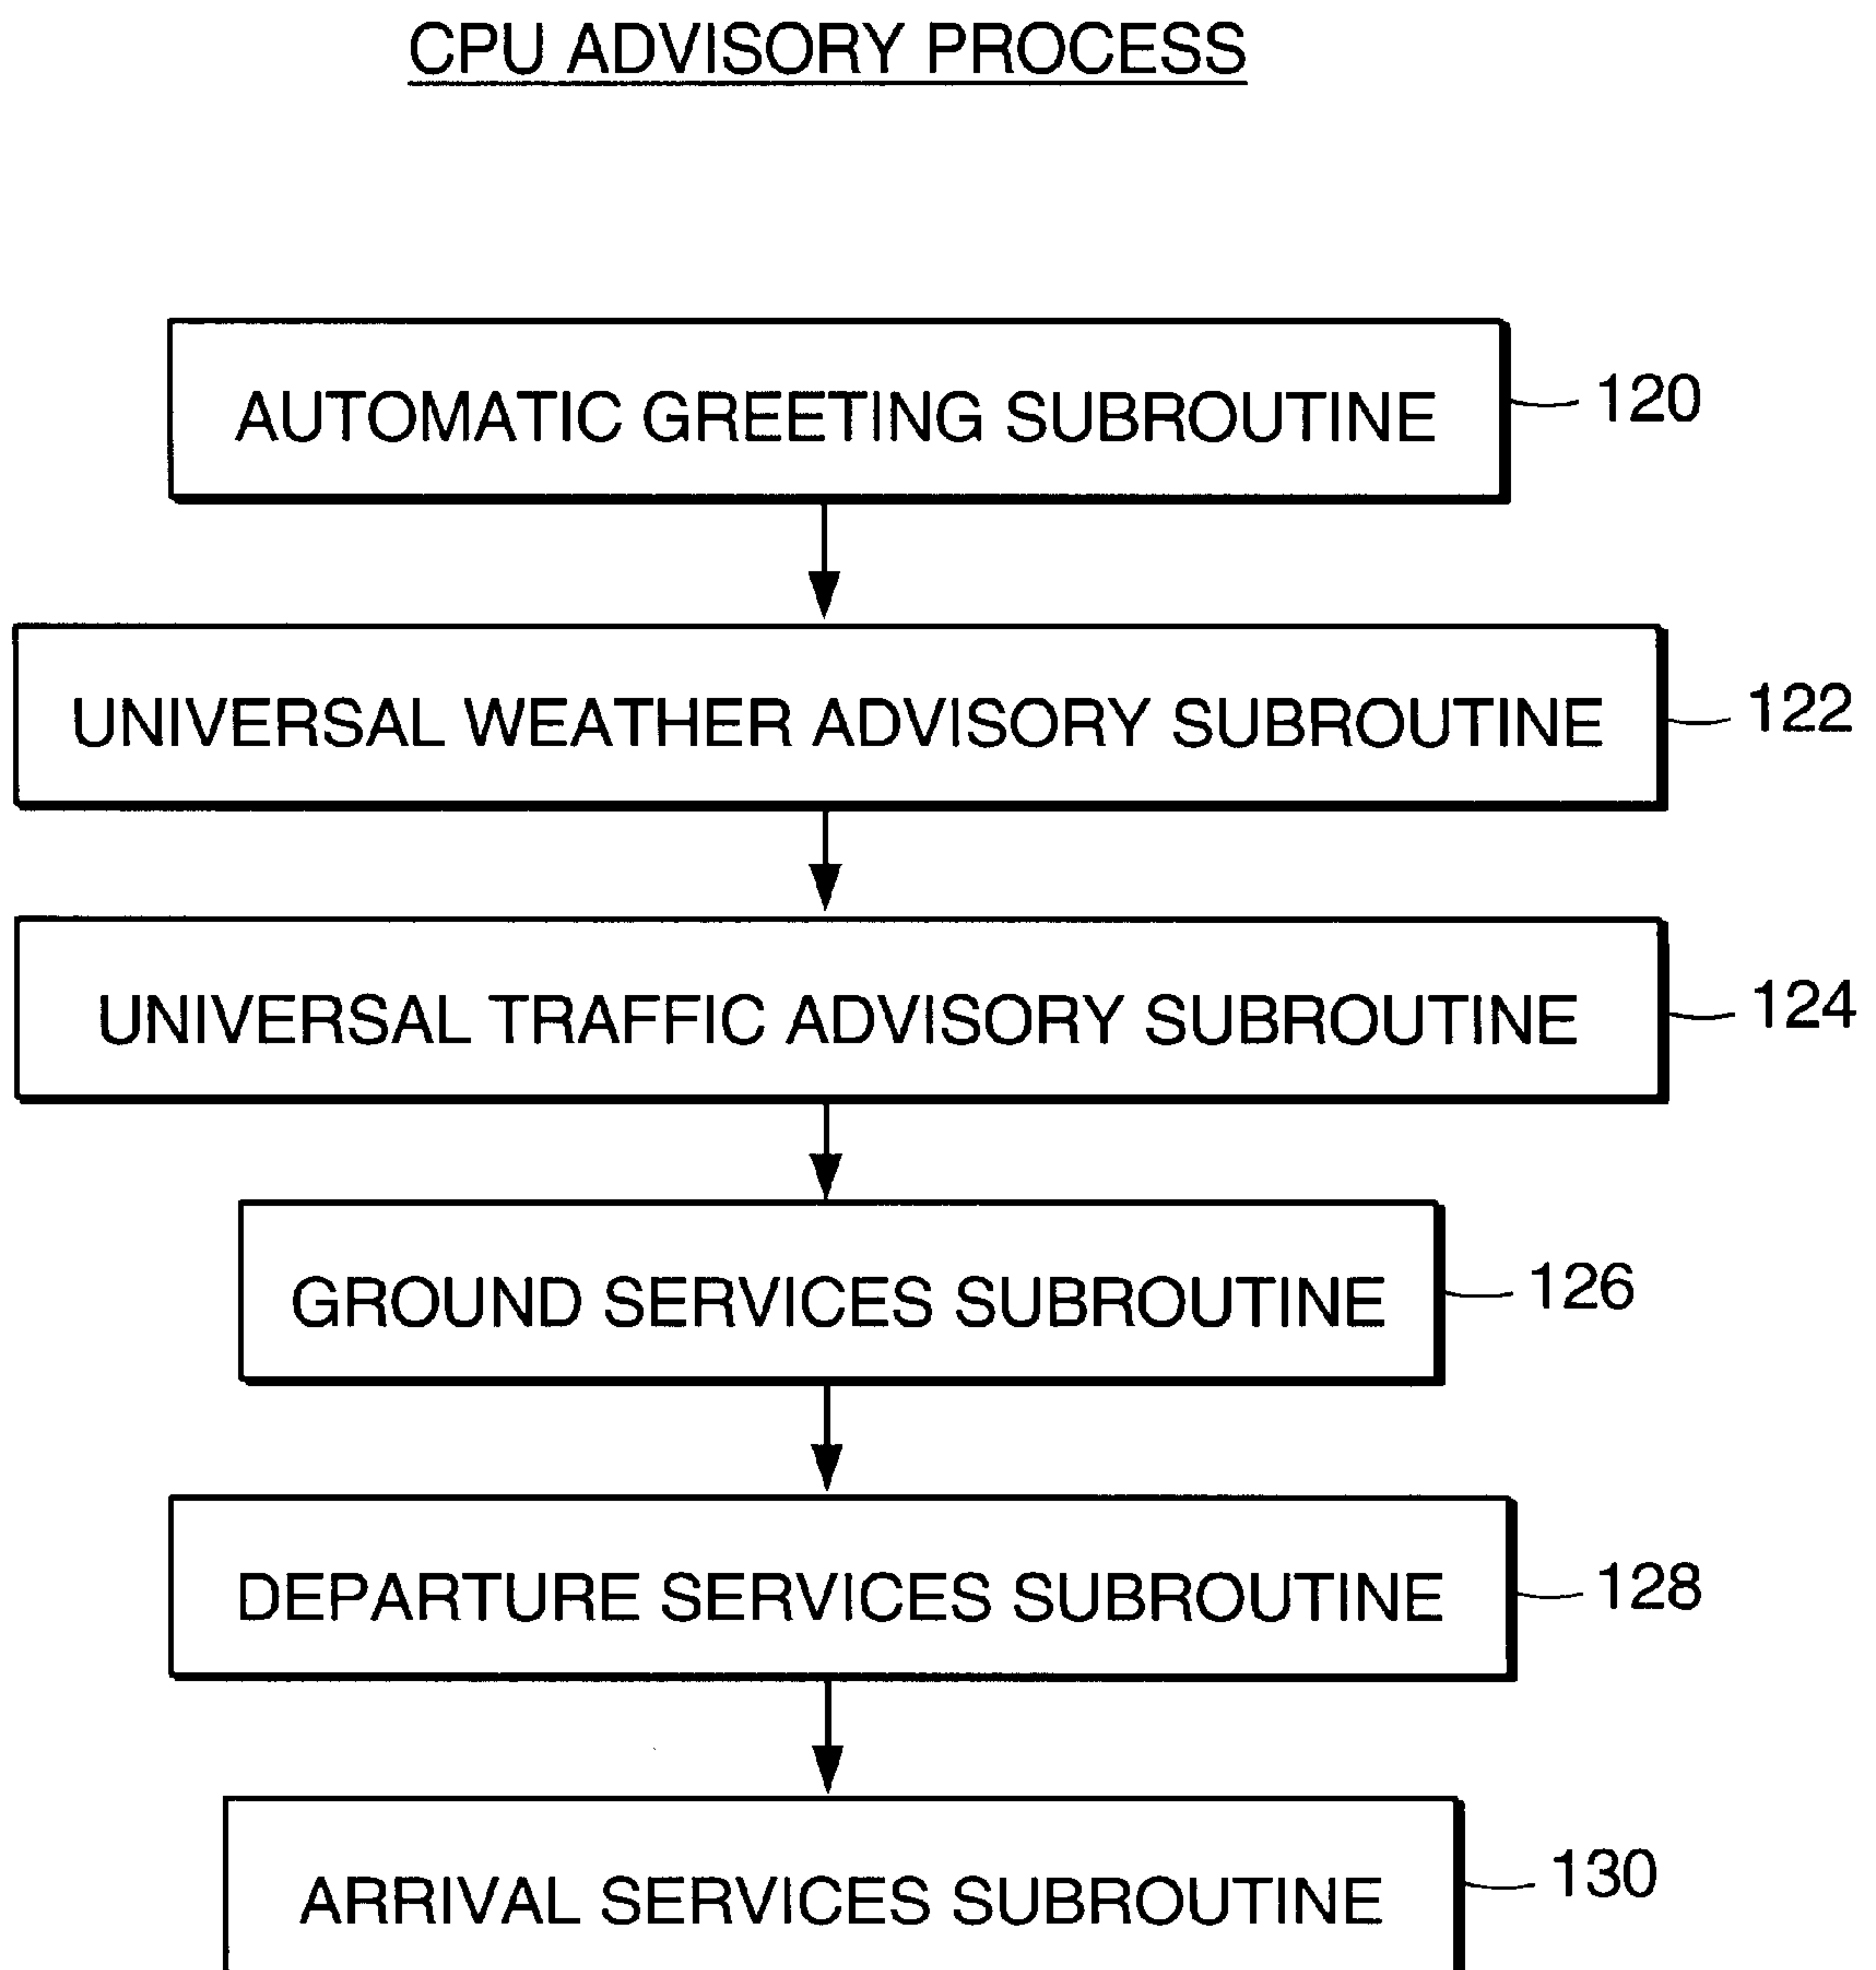 CPU ADVISORY PROCESS
AUTOMATIC GREETING SUBROUTINE
120
UNIVERSAL WEATHER ADVISORY SUBROUTINE
122
UNIVERSAL TRAFFIC ADVISORY SUBROUTINE
124
GROUND SERVICES SUBROUTINE
126
DEPARTURE SERVICES SUBROUTINE
128
ARRIVAL SERVICES SUBROUTINE
130